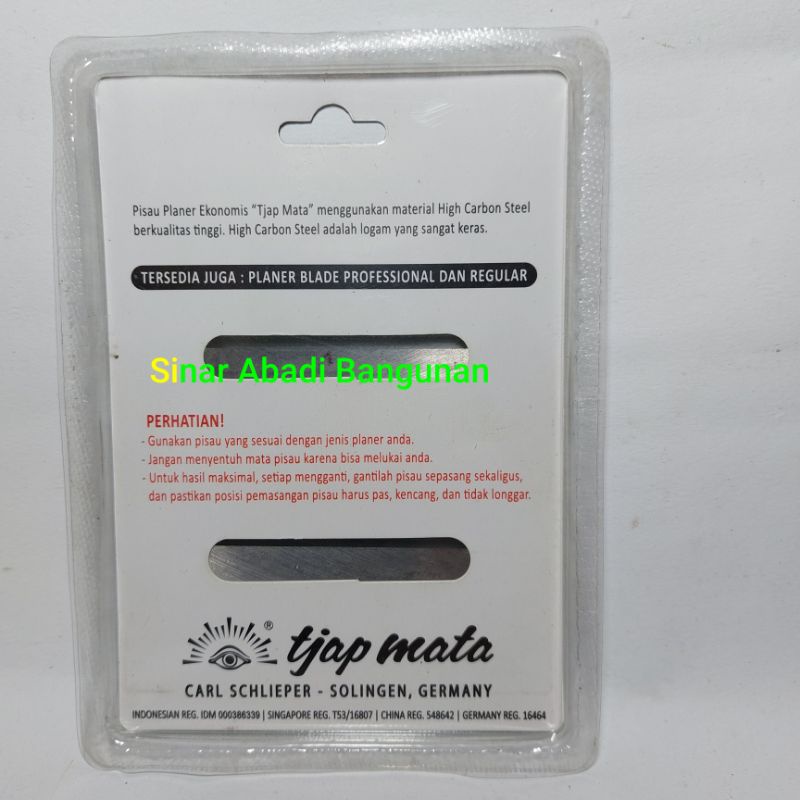 Pisau Planer Ekonomis “Tjap Mata” menggunakan material High Carbon Steel
berkualitas tinggi. High Carbon Steel adalah logam yang sangat keras.
TERSEDIA JUGA : PLANER BLADE PROFESSIONAL DAN REGULAR
Sinar Abadi Bangunan
PERHATIAN!
- Gunakan pisau yang sesuai dengan jenis planer anda.
- Jangan menyentuh mata pisau karena bisa melukai anda.
- Untuk hasil maksimal, setiap mengganti, gantilah pisau sepasang sekaligus,
dan pastikan posisi pemasangan pisau harus pas, kencang, dan tidak longgar.
® tjap mata
CARL SCHLIEPER - SOLINGEN, GERMANY
INDONESIAN REG. IDM 000386339 | SINGAPORE REG. T53/16807 | CHINA REG. 548642 | GERMANY REG. 16464